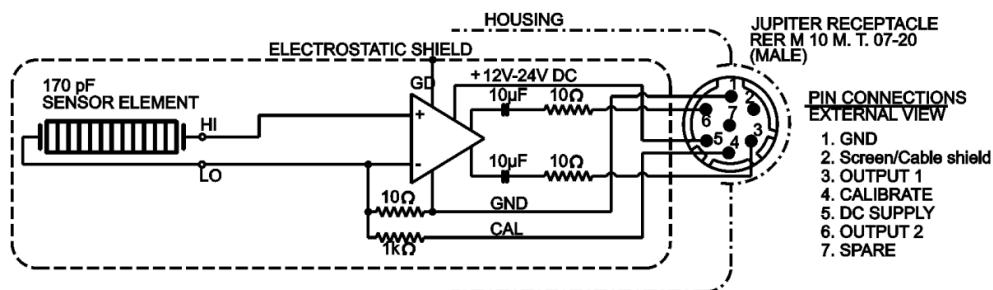 HOUSING
JUPITER RECEPTACLE
RER M 10 M. T. 07-20
(MALE)
ELECTROSTATIC SHIELD
GD
+12V-24V DC
170 pF
SENSOR ELEMENT
HI
LO
+
-
10µF
10Ω
10µF
10Ω
10Ω
GND
1kΩ
CAL
1
2
7
6
3
5
4
PIN CONNECTIONS
EXTERNAL VIEW
1. GND
2. Screen/Cable shield
3. OUTPUT 1
4. CALIBRATE
5. DC SUPPLY
6. OUTPUT 2
7. SPARE